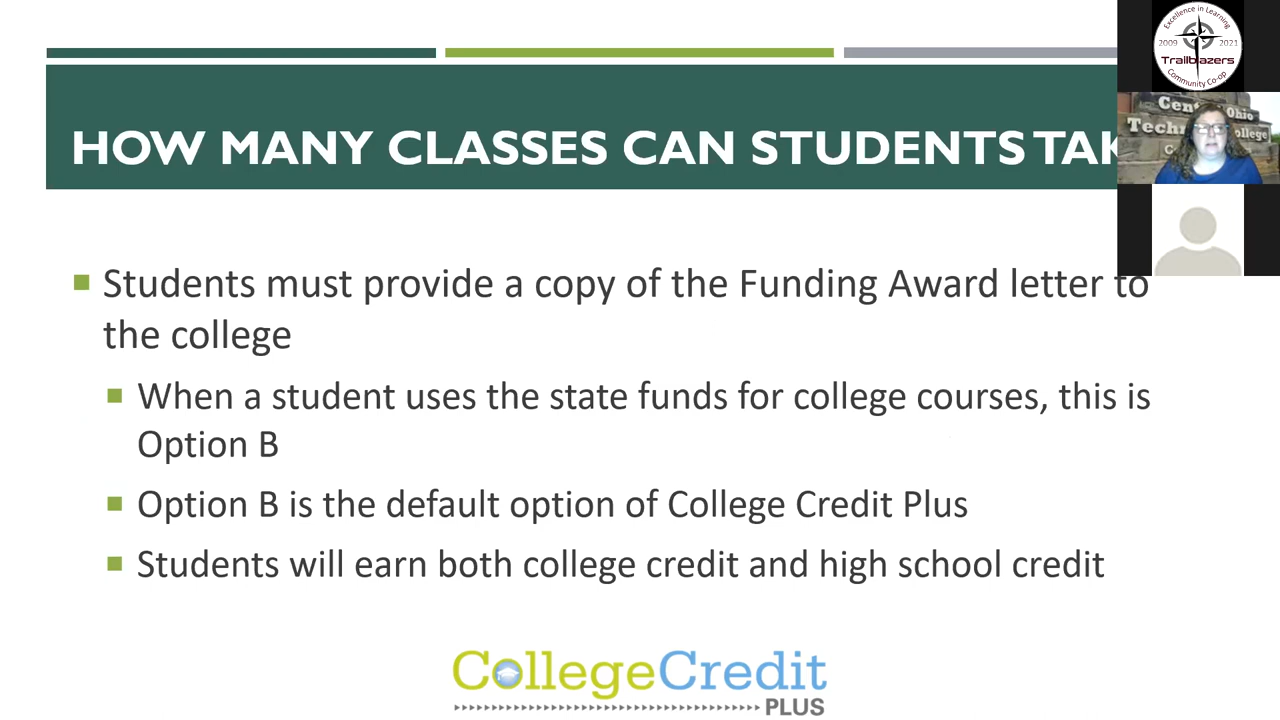 HOW MANY CLASSES CAN STUDENTS TAK
Students must provide a copy of the Funding Award letter to
the college
When a student uses the state funds for college courses, this is
Option B
Option B is the default option of College Credit Plus
Students will earn both college credit and high school credit
CollegeCredit
PLUS
Excellence in Learning
2009 2021
Trailblazers
Community Co-op
Ohio
College